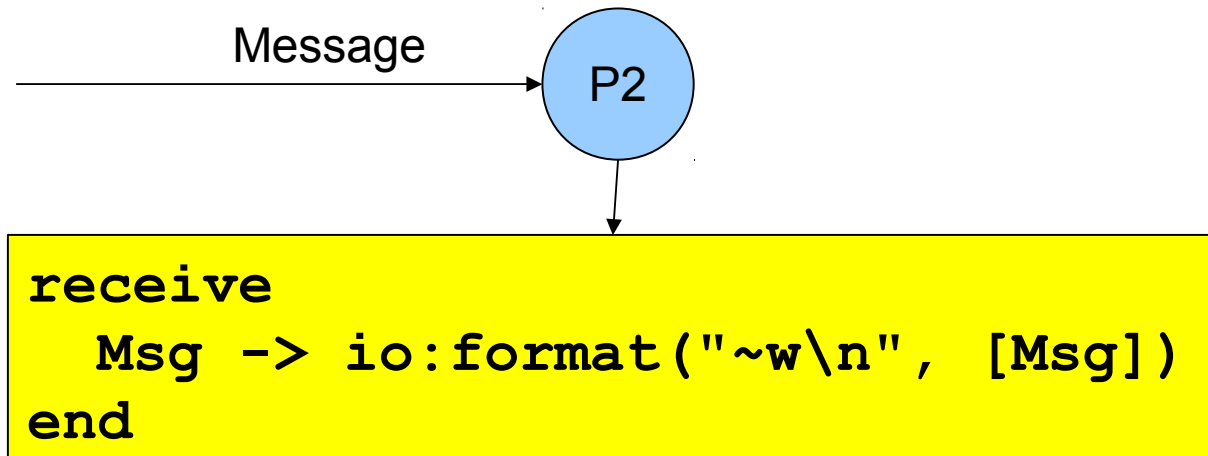 Message
P2
receive
  Msg -> io:format("~w\n", [Msg])
end